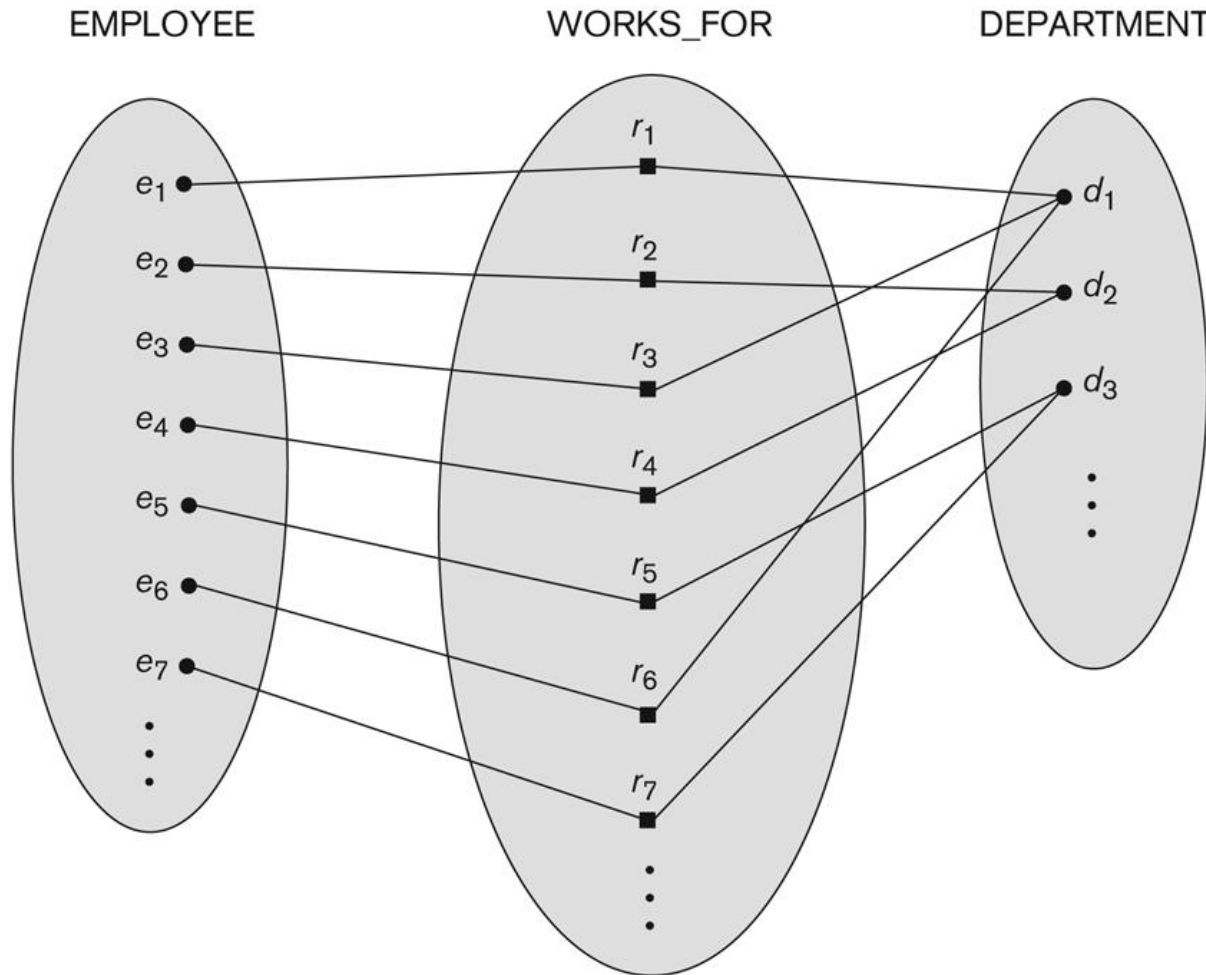 EMPLOYEE WORKS_FOR DEPARTMENT
r₁
e₁ d₁
r₂
e₂ d₂
e₃ r₃
d₃
e₄ r₄
e₅ r₅
e₆ r₆
e₇ r₇